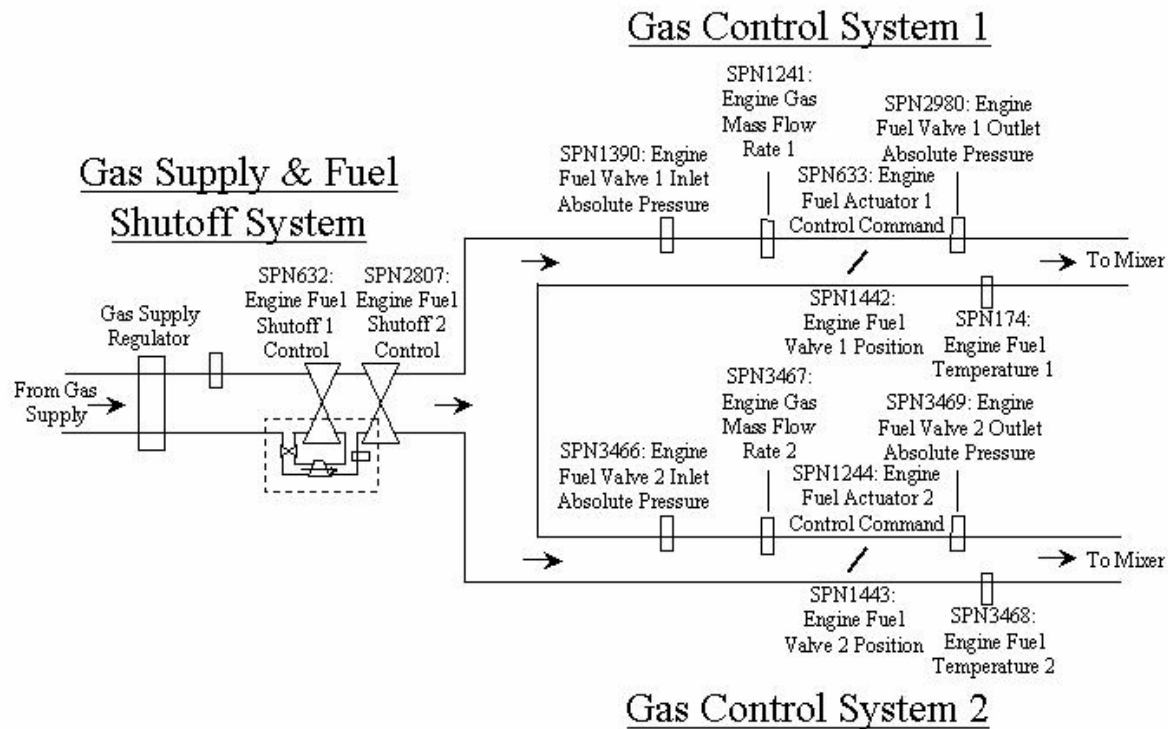 Gas Control System 1
SPN1241:
Engine Gas
Mass Flow
Rate 1
SPN2980: Engine
Fuel Valve 1 Outlet
Absolute Pressure
SPN1390: Engine
Fuel Valve 1 Inlet
Absolute Pressure
SPN633: Engine
Fuel Actuator 1
Control Command
Gas Supply & Fuel
Shutoff System
To Mixer
SPN632:
Engine Fuel
Shutoff 1
Control
SPN2807:
Engine Fuel
Shutoff 2
Control
Gas Supply
Regulator
SPN1442:
Engine Fuel
Valve 1 Position
SPN174:
Engine Fuel
Temperature 1
From Gas
Supply
SPN3467:
Engine Gas
Mass Flow
Rate 2
SPN3469: Engine
Fuel Valve 2 Outlet
Absolute Pressure
SPN3466: Engine
Fuel Valve 2 Inlet
Absolute Pressure
SPN1244: Engine
Fuel Actuator 2
Control Command
To Mixer
SPN1443:
Engine Fuel
Valve 2 Position
SPN3468:
Engine Fuel
Temperature 2
Gas Control System 2